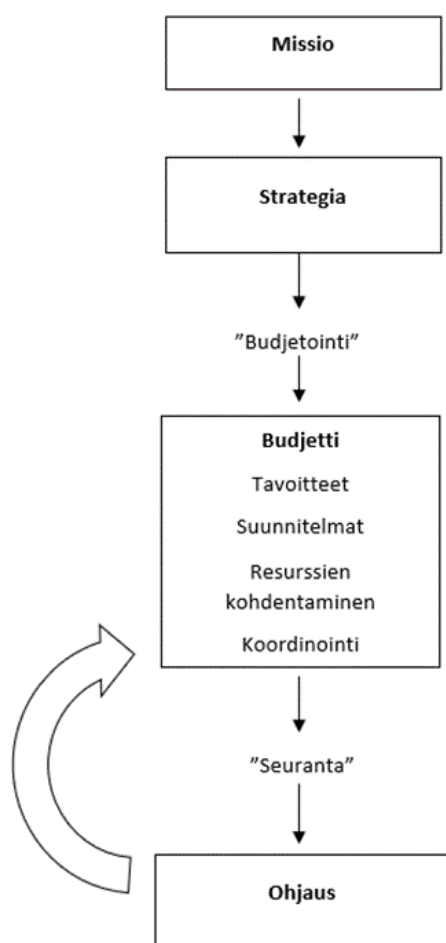 Missio
Strategia
”Budjetointi”
Budjetti
Tavoitteet
Suunnitelmat
Resurssien
kohdentaminen
Koordinointi
”Seuranta”
Ohjaus